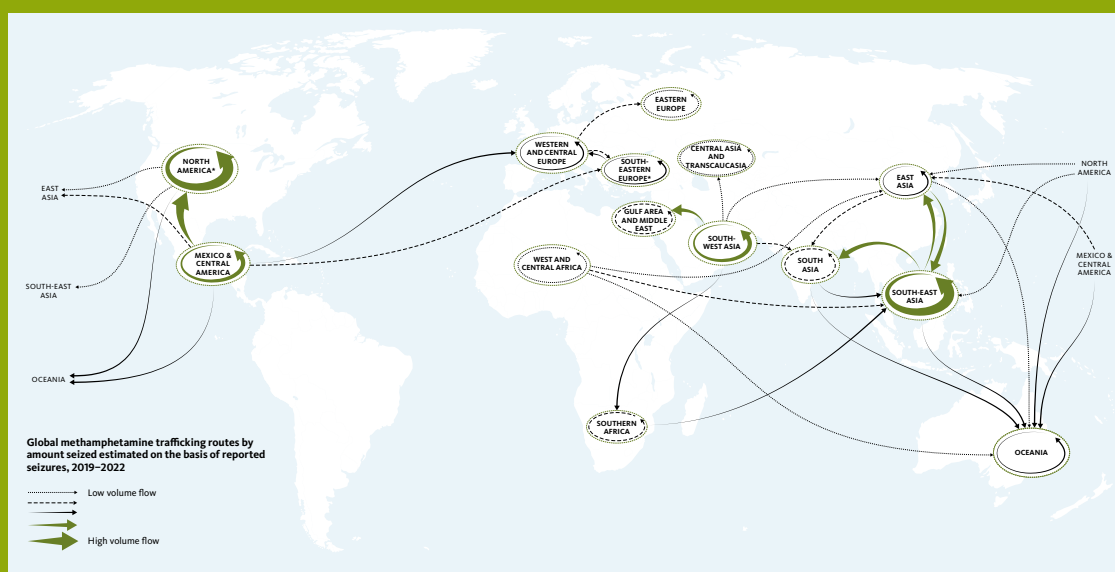 EASTERN
EUROPE
WESTERN
AND CENTRAL
EUROPE
SOUTH-
EASTERN
EUROPE*
CENTRAL ASIA
AND
TRANSCAUCASIA
NORTH
AMERICA*
EAST
ASIA
EAST
ASIA
NORTH
AMERICA
GULF AREA
AND MIDDLE
EAST
SOUTH-
WEST ASIA
MEXICO &
CENTRAL
AMERICA
WEST AND
CENTRAL AFRICA
SOUTH
ASIA
MEXICO &
CENTRAL
AMERICA
SOUTH-EAST
ASIA
SOUTH-EAST
ASIA
OCEANIA
SOUTHERN
AFRICA
OCEANIA
Global methamphetamine trafficking routes by
amount seized estimated on the basis of reported
seizures, 2019–2022
Low volume flow
High volume flow